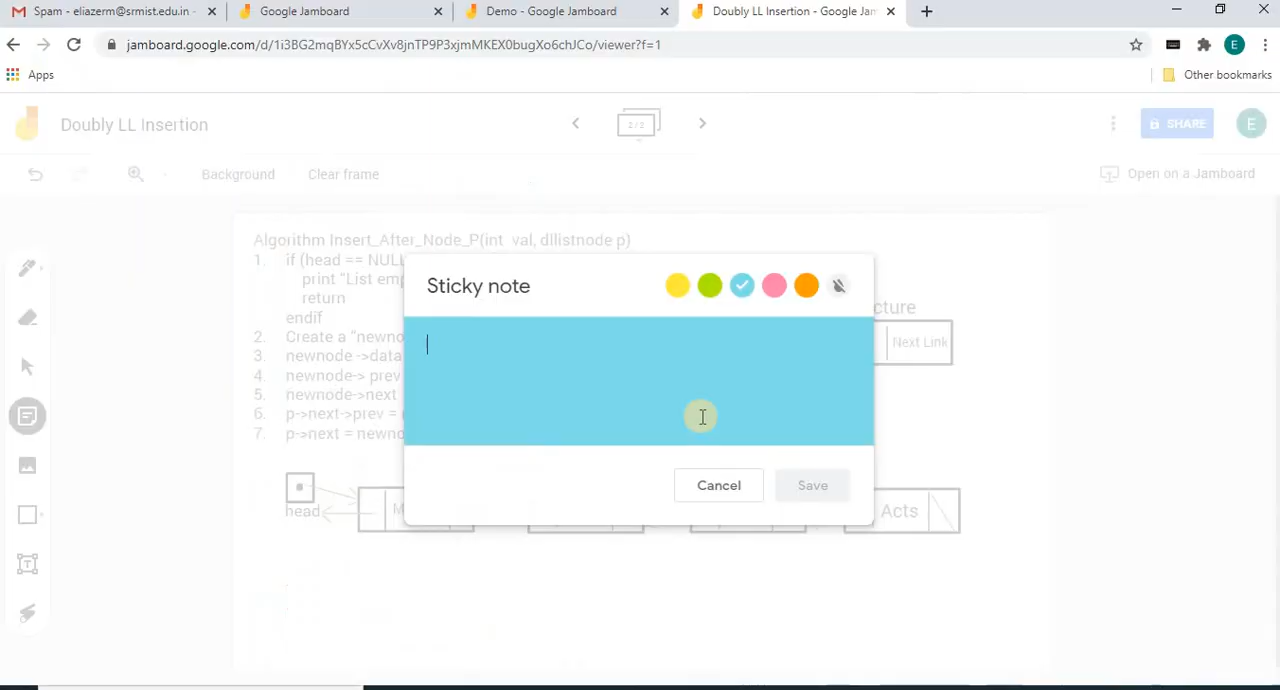 Spam - eliazerm@srmist.edu.in -
Google Jamboard
Demo - Google Jamboard
Doubly LL Insertion - Google Jam
jamboard.google.com/d/1i3BG2mqBYx5cCvXv8jnTP9P3xjmMKEX0bugXo6chJCo/viewer?f=1
E
Apps
Other bookmarks
Doubly LL Insertion
2/2
SHARE
E
Background
Clear frame
Open on a Jamboard
Algorithm Insert_After_Node_P(int val, dllistnode p)
1. if (head == NULL
print "List emp
return
endif
2. Create a "newno
3. newnode ->data
4. newnode-> prev
5. newnode->next
6. p->next->prev =
7. p->next = newno
cture
Next Link
Sticky note
Cancel
Save
head
M
Acts